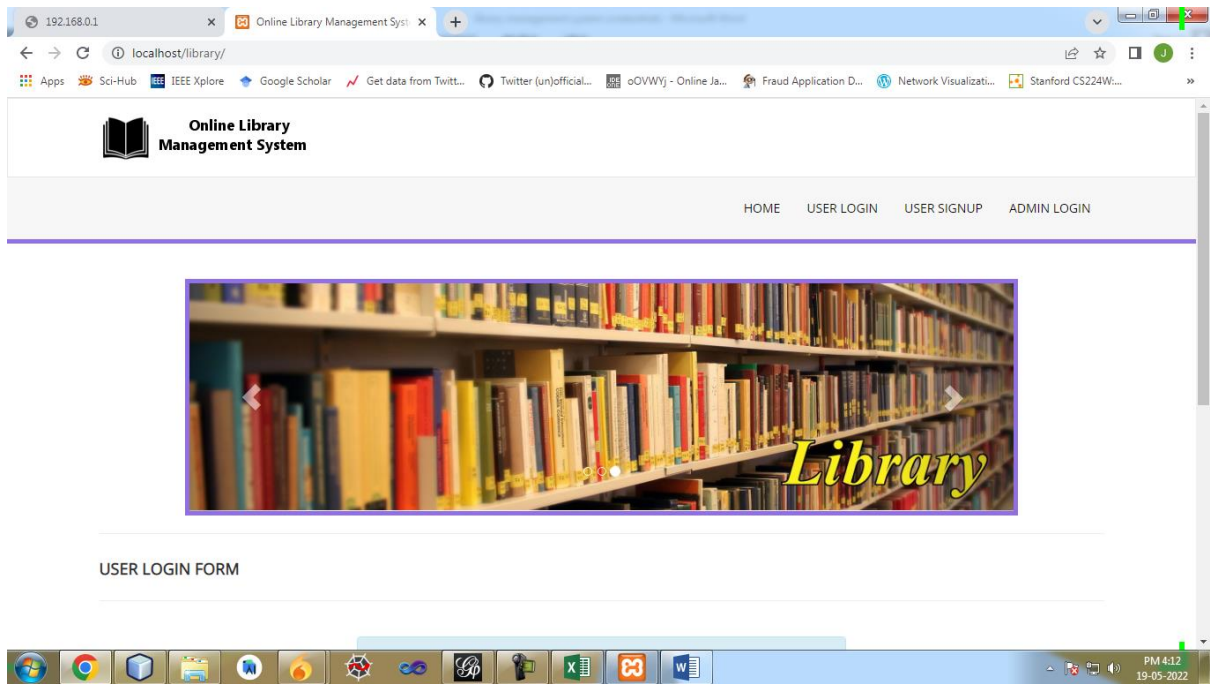 192.168.0.1
Online Library Management Syst
localhost/library/
Apps
Sci-Hub
IEEE Xplore
Google Scholar
Get data from Twitt...
Twitter (un)official...
oOVWYj - Online Ja...
Fraud Application D...
Network Visualizati...
Stanford CS224W:...
J
Online Library
Management System
HOME
USER LOGIN
USER SIGNUP
ADMIN LOGIN
Library
USER LOGIN FORM
PM 4:12
19-05-2022